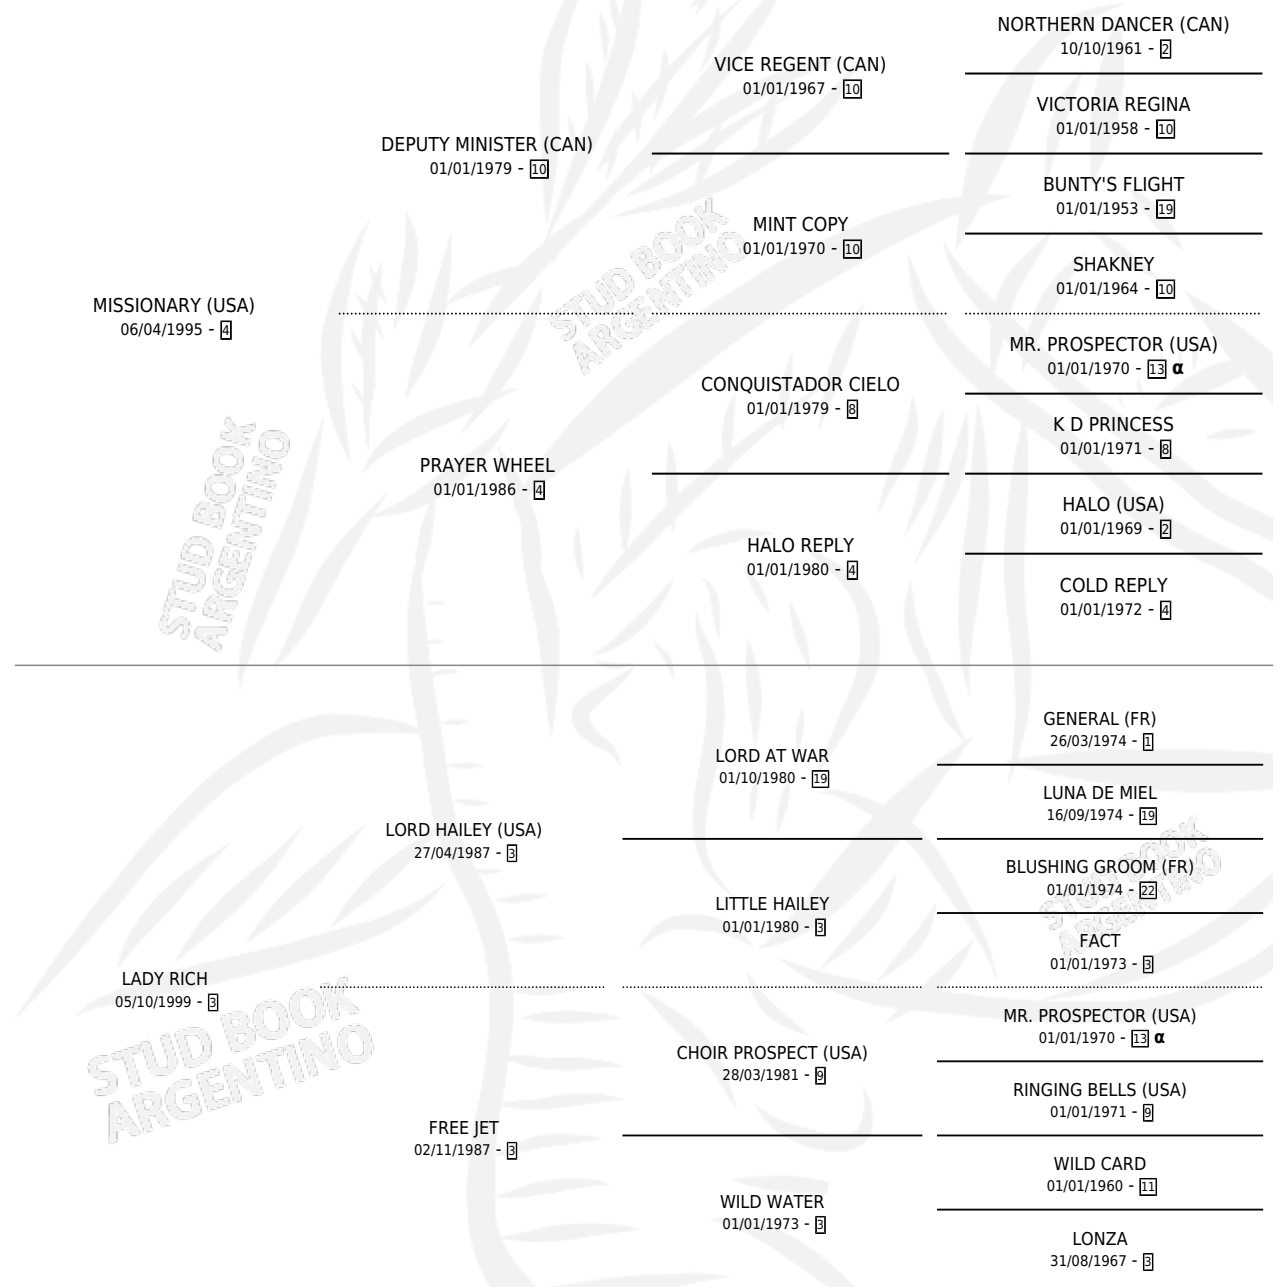 NORTHERN DANCER (CAN)
10/10/1961 - 2
VICE REGENT (CAN)
01/01/1967 - 10
VICTORIA REGINA
01/01/1958 - 10
DEPUTY MINISTER (CAN)
01/01/1979 - 10
BUNTY'S FLIGHT
01/01/1953 - 19
MINT COPY
01/01/1970 - 10
SHAKNEY
01/01/1964 - 10
MISSIONARY (USA)
06/04/1995 - 4
MR. PROSPECTOR (USA)
01/01/1970 - 13 α
CONQUISTADOR CIELO
01/01/1979 - 8
K D PRINCESS
01/01/1971 - 8
PRAYER WHEEL
01/01/1986 - 4
HALO (USA)
01/01/1969 - 2
HALO REPLY
01/01/1980 - 4
COLD REPLY
01/01/1972 - 4
STUD BOOK
ARGENTINO
STUD BOOK
ARGENTINO
GENERAL (FR)
26/03/1974 - 1
LORD AT WAR
01/10/1980 - 19
LUNA DE MIEL
16/09/1974 - 19
LORD HAILEY (USA)
27/04/1987 - 3
BLUSHING GROOM (FR)
01/01/1974 - 22
LITTLE HAILEY
01/01/1980 - 3
FACT
01/01/1973 - 3
LADY RICH
05/10/1999 - 3
MR. PROSPECTOR (USA)
01/01/1970 - 13 α
CHOIR PROSPECT (USA)
28/03/1981 - 9
RINGING BELLS (USA)
01/01/1971 - 9
FREE JET
02/11/1987 - 3
WILD CARD
01/01/1960 - 11
WILD WATER
01/01/1973 - 3
LONZA
31/08/1967 - 3
STUD BOOK
ARGENTINO
STUD BOOK
ARGENTINO